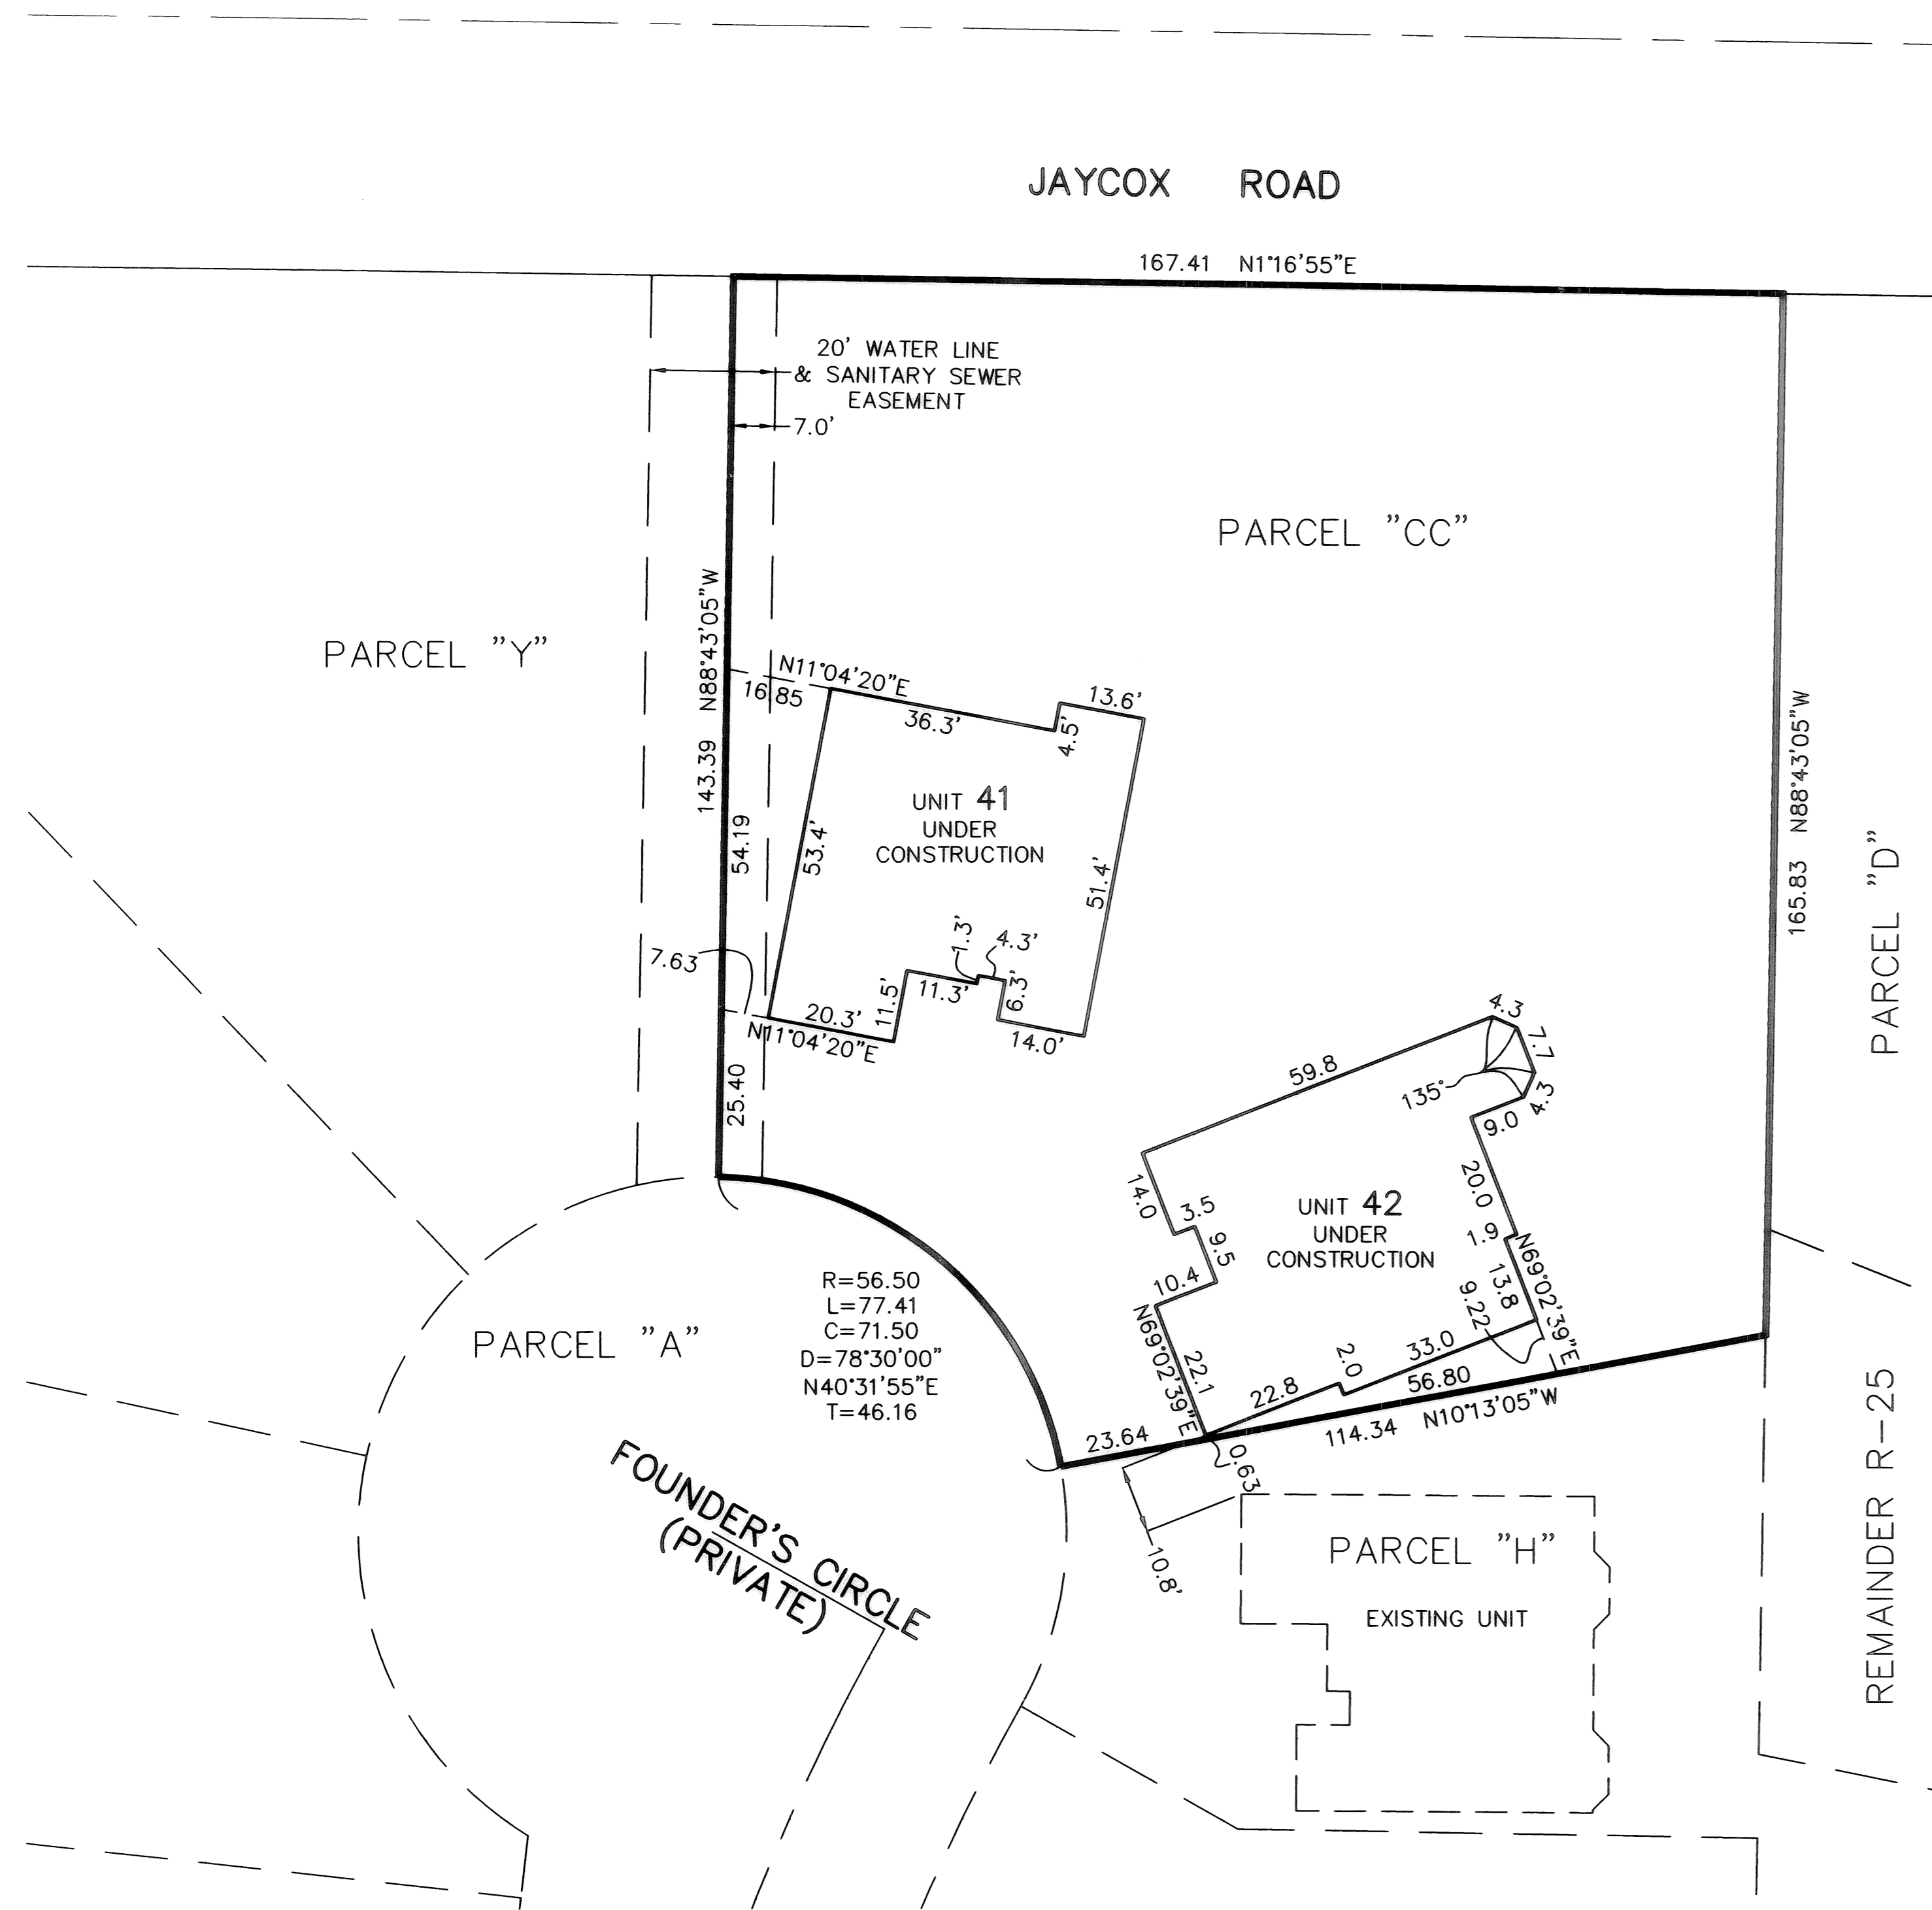 JAYCOX ROAD
167.41 N1°16'55"E
20' WATER LINE
& SANITARY SEWER
EASEMENT
7.0'
PARCEL "CC"
PARCEL "Y"
143.39 N88°43'05"W
165.83 N88°43'05"W
PARCEL "D"
N11°04'20"E
16.85
36.3'
13.6'
4.5'
UNIT 41
UNDER
CONSTRUCTION
54.19
53.4'
51.4'
7.63
1.3'
4.3'
11.3'
6.3'
11.5'
20.3'
N11°04'20"E
14.0'
25.40
4.3
7.7
59.8
135°
4.3
9.0
14.0
20.0
3.5
UNIT 42
UNDER
CONSTRUCTION
9.5
1.9
10.4
N69°02'39"E
13.8
9.22
N69°02'39"E
22.1
2.0
33.0
22.8
56.80
23.64
114.34 N10°13'05"W
0.63
10.8'
R=56.50
L=77.41
C=71.50
D=78°30'00"
N40°31'55"E
T=46.16
PARCEL "A"
FOUNDER'S CIRCLE
(PRIVATE)
PARCEL "H"
EXISTING UNIT
REMAINDER R-25